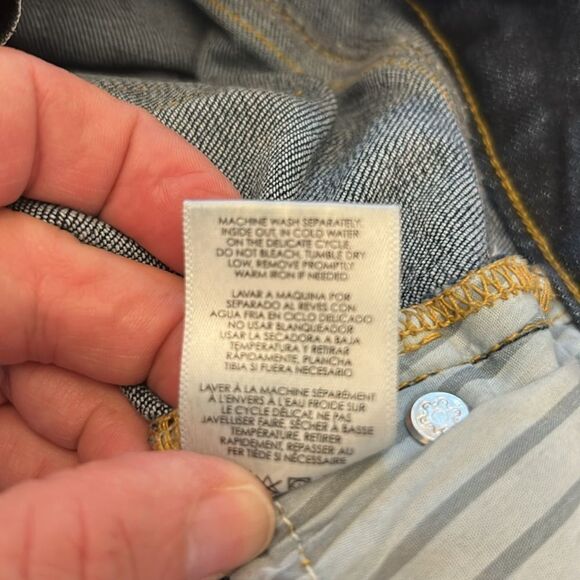 MACHINE WASH SEPARATELY,
INSIDE OUT, IN COLD WATER
ON THE DELICATE CYCLE,
DO NOT BLEACH, TUMBLE DRY
LOW, REMOVE PROMPTLY
WARM IRON IF NEEDED.
LAVAR A MAQUINA POR
SEPARADO AL REVÉS CON
AGUA FRIA EN CICLO DELICADO
NO USAR BLANQUEADOR
USAR LA SECADORA A BAJA
TEMPERATURA Y RETIRAR
RÁPIDAMENTE, PLANCHA
TIBIA SI FUERA NECESARIO
LAVER À LA MACHINE SÉPARÉMENT
À L'ENVERS À L'EAU FROIDE SUR
LE CYCLE DÉLICAT, NE PAS
JAVELLISER FAIRE, SÉCHER À BASSE
TEMPÉRATURE, RETIRER
RAPIDEMENT, REPASSER AU
FER TIÈDE SI NÉCESSAIRE